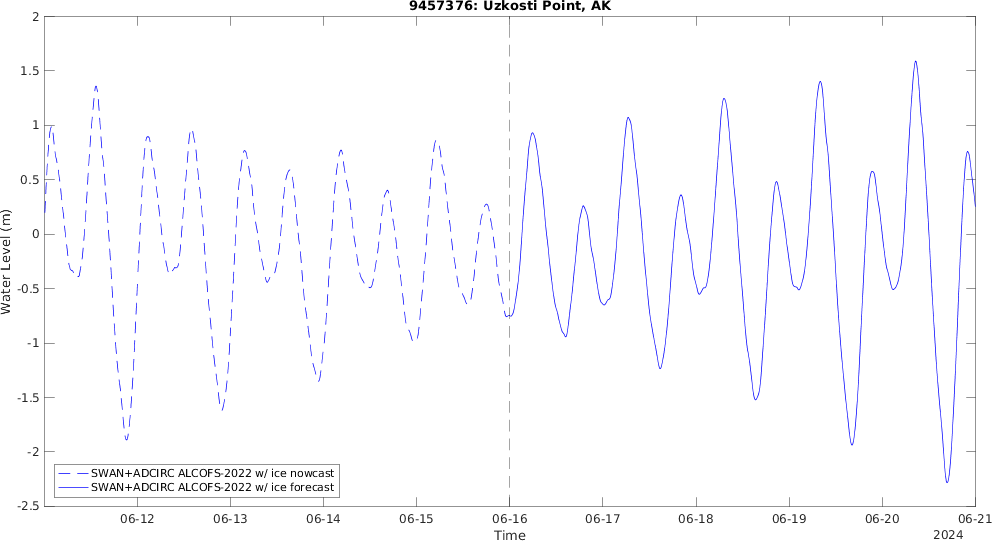 9457376: Uzkosti Point, AK
2
1.5
1
0.5
0
-0.5
-1
-1.5
-2
-2.5
Water Level (m)
SWAN+ADCIRC ALCOFS-2022 w/ ice nowcast
SWAN+ADCIRC ALCOFS-2022 w/ ice forecast
06-12 06-13 06-14 06-15 06-16 06-17 06-18 06-19 06-20 06-21
Time
2024